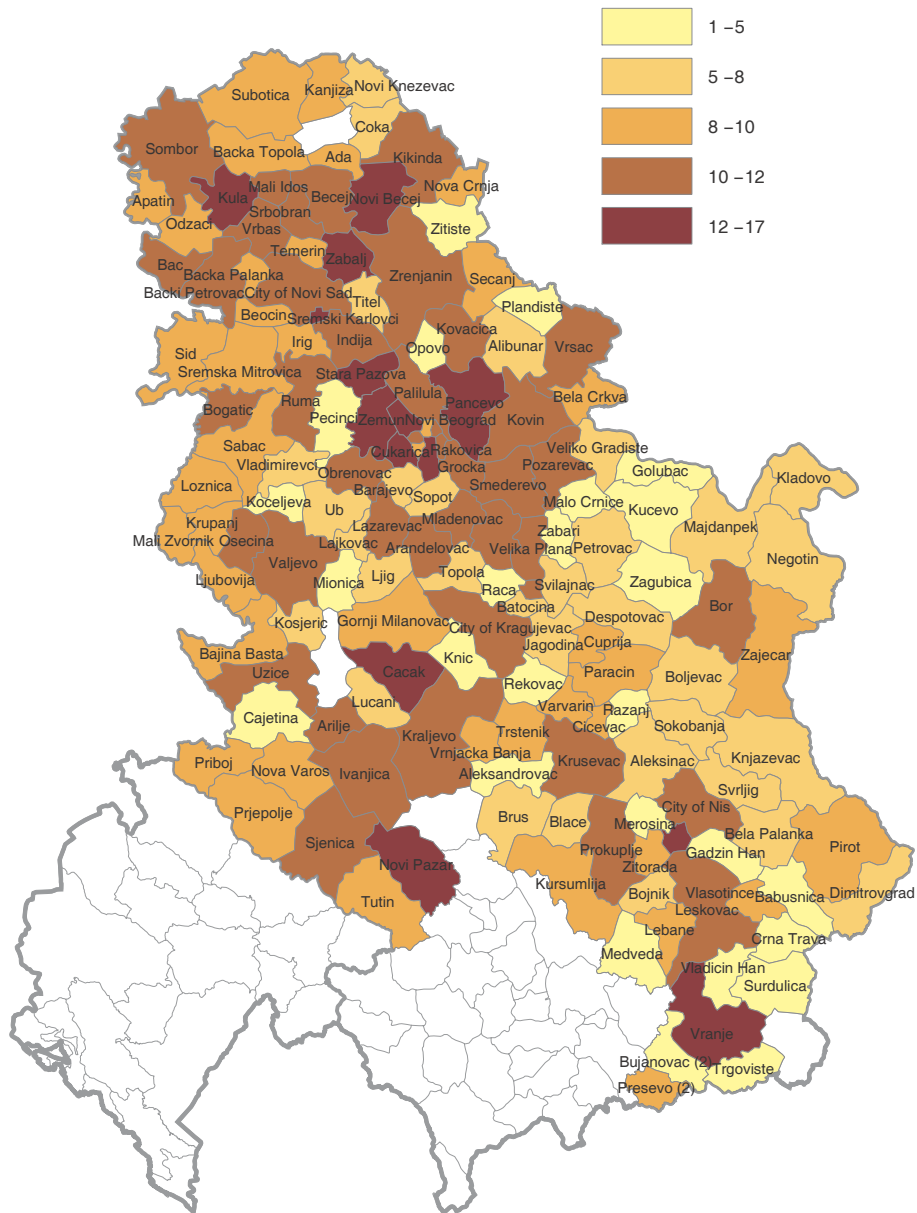 1 –5
5 –8
8 –10
10 –12
12 –17
Novi Knezevac
Kanjiza
Subotica
Coka
Sombor
Backa Topola
Ada
Kikinda
Nova Crnja
Mali Idos
Becej
Novi Becej
Kula
Apatin
Srbobran
Odzaci
Vrbas
Zitiste
Temerin
Zabalj
Bac
Backa Palanka
Zrenjanin
Secanj
Backi Petrovac
City of Novi Sad
Titel
Plandiste
Beocin
Sremski Karlovci
Kovacica
Irig
Indija
Opovo
Alibunar
Vrsac
Sid
Sremska Mitrovica
Stara Pazova
Palilula
Bela Crkva
Ruma
Pancevo
Bogatic
Pecinci
Zemun
Novi Beograd
Kovin
Sabac
Cukarica
Rakovica
Veliko Gradiste
Vladimirevci
Grocka
Pozarevac
Golubac
Obrenovac
Kladovo
Loznica
Barajevo
Sopot
Smederevo
Malo Crnice
Koceljeva
Ub
Kucevo
Krupanj
Lazarevac
Mladenovac
Zabari
Majdanpek
Mali Zvornik
Osecina
Lajkovac
Arandelovac
Velika Plana
Petrovac
Negotin
Valjevo
Ljubovija
Mionica
Ljig
Topola
Raca
Svilajnac
Zagubica
Batocina
Bor
Kosjeric
Gornji Milanovac
City of Kragujevac
Despotovac
Bajina Basta
Jagodina
Cuprija
Zajecar
Knic
Uzice
Cacak
Paracin
Boljevac
Rekovac
Lucani
Varvarin
Razanj
Cajetina
Arilje
Cicevac
Sokobanja
Kraljevo
Trstenik
Vrnjacka Banja
Knjazevac
Priboj
Nova Varos
Ivanjica
Aleksandrovac
Krusevac
Aleksinac
Svrljig
City of Nis
Prjepolje
Brus
Blace
Merosina
Bela Palanka
Sjenica
Prokuplje
Gadzin Han
Pirot
Novi Pazar
Zitorada
Kursumlija
Bojnik
Vlasotince
Babusnica
Dimitrovgrad
Tutin
Leskovac
Lebane
Crna Trava
Medveda
Vladicin Han
Surdulica
Vranje
Bujanovac (2)
Trgoviste
Presevo (2)